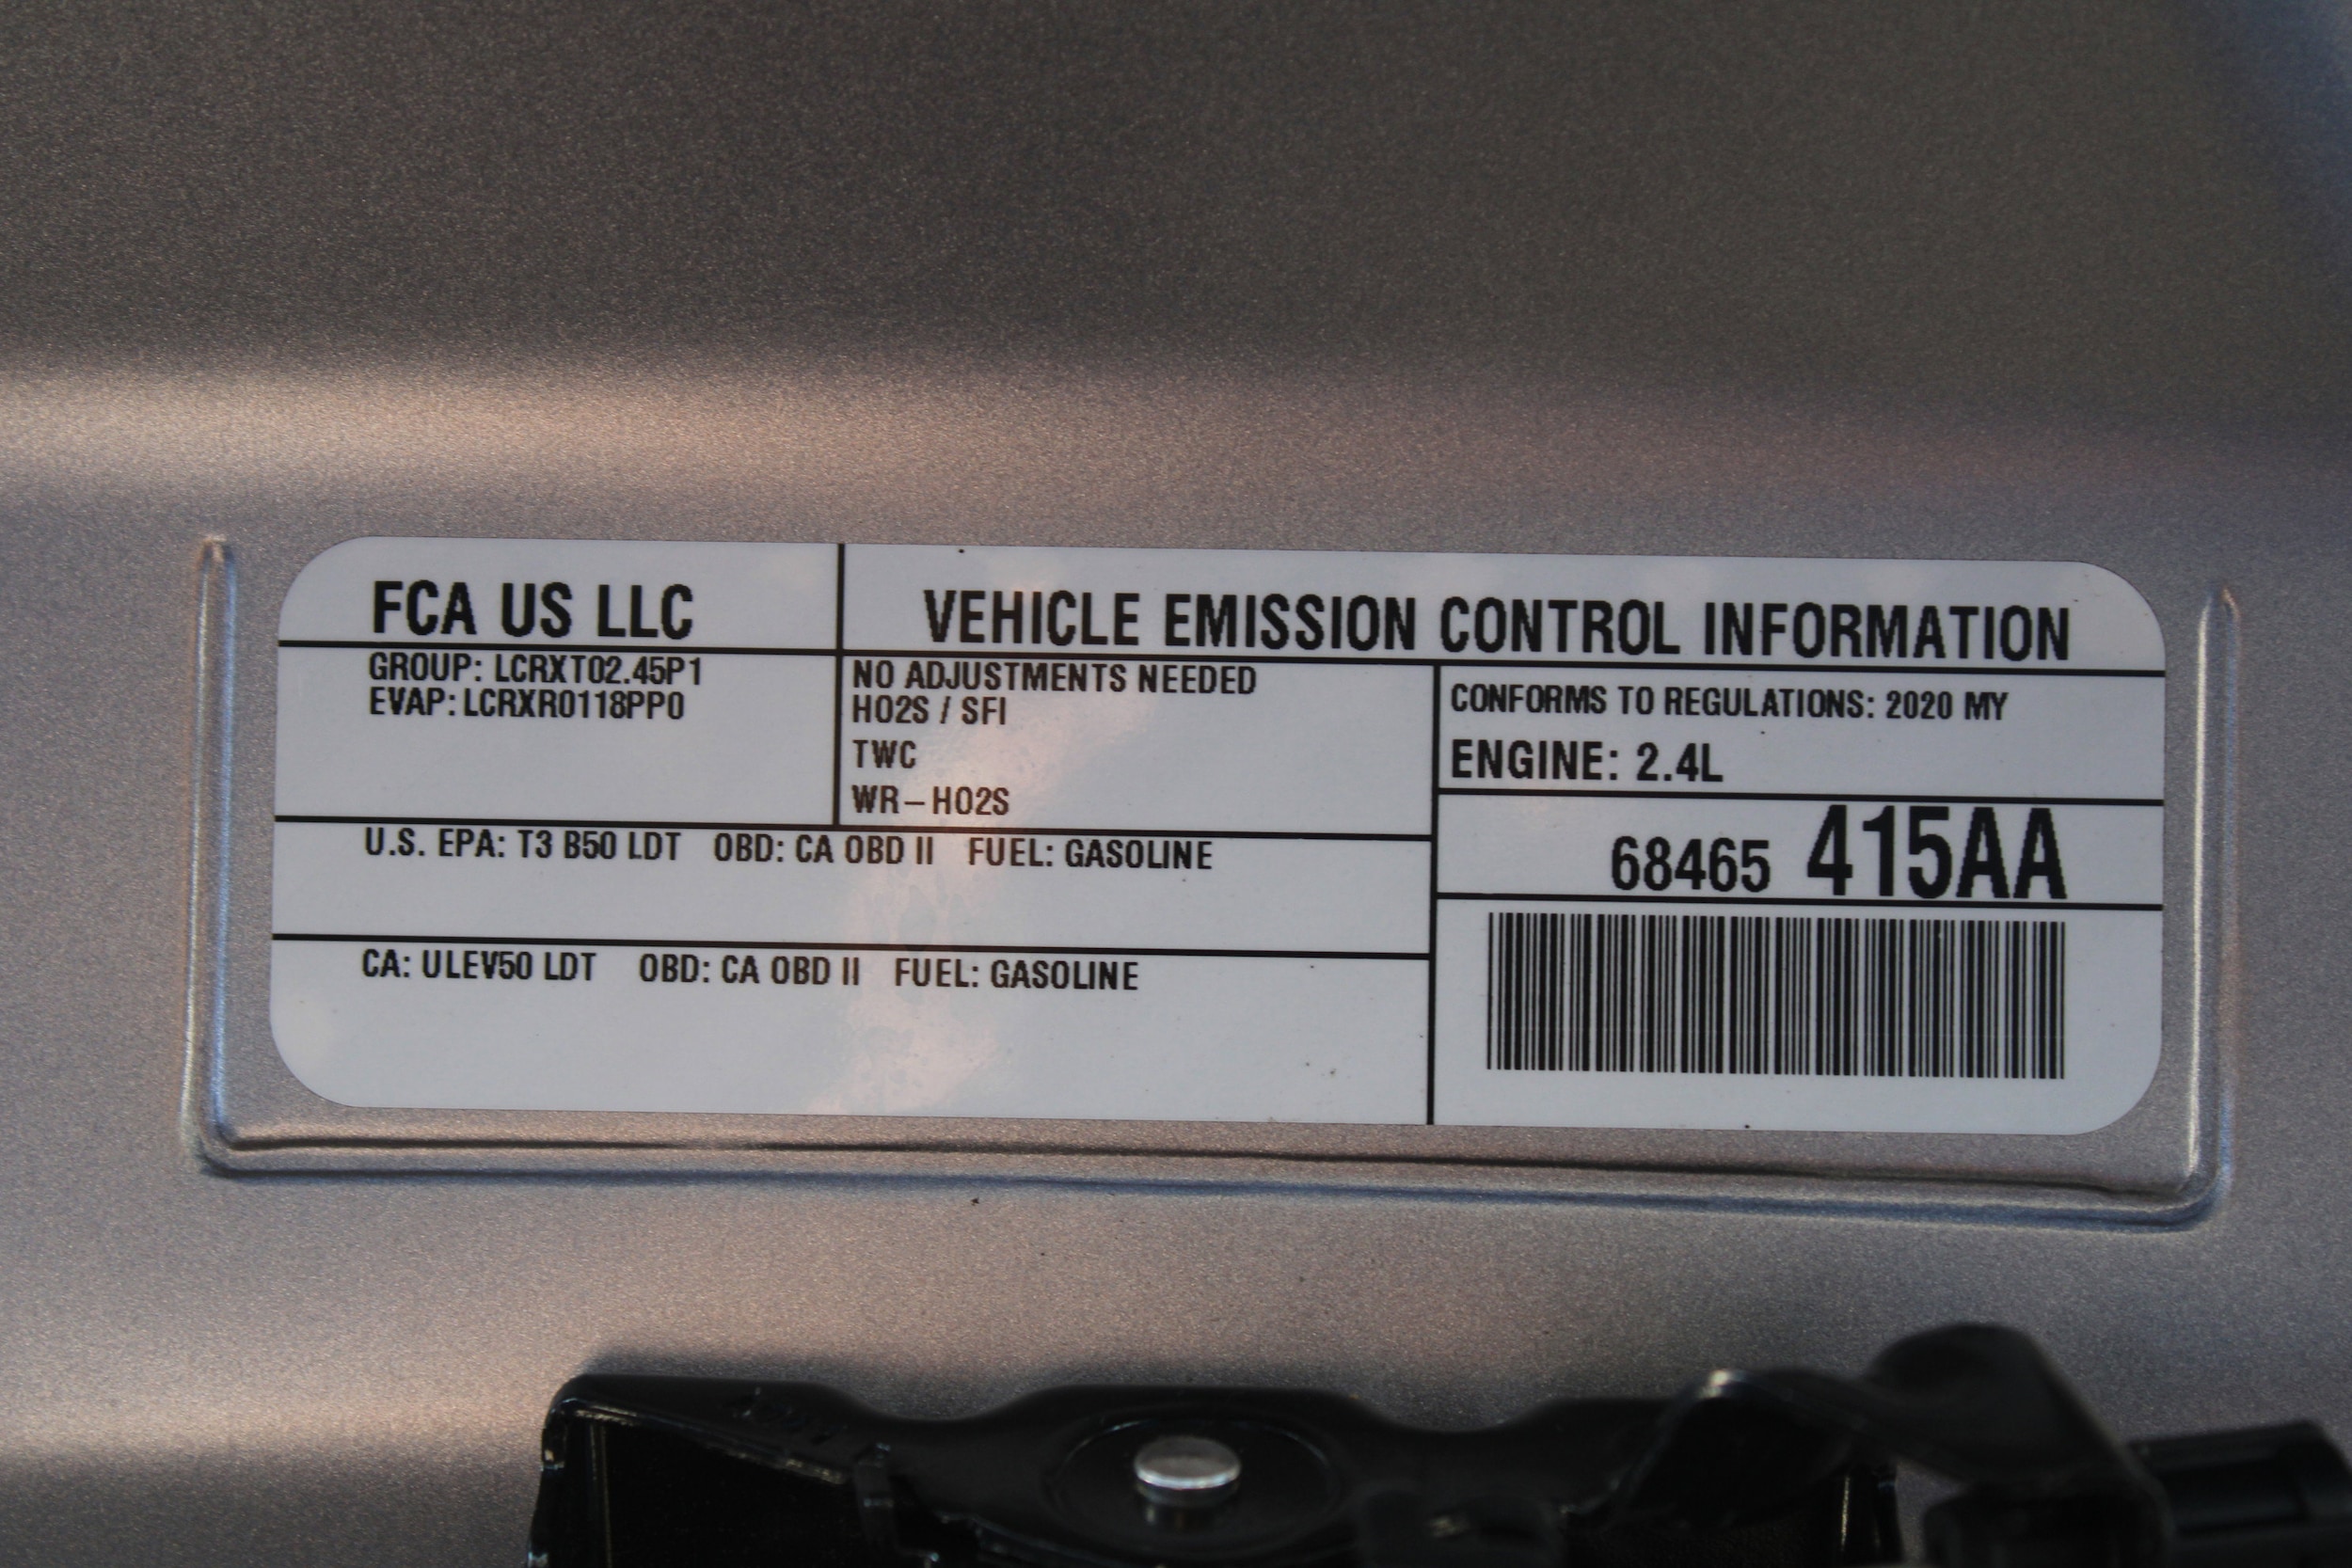 FCA US LLC
VEHICLE EMISSION CONTROL INFORMATION
GROUP: LCRXT02.45P1
EVAP: LCRXR0118PP0
NO ADJUSTMENTS NEEDED
HO2S / SFI
TWC
WR-HO2S
CONFORMS TO REGULATIONS: 2020 MY
ENGINE: 2.4L
68465 415AA
U.S. EPA: T3 B50 LDT OBD: CA OBD II FUEL: GASOLINE
CA: ULEV50 LDT OBD: CA OBD II FUEL: GASOLINE